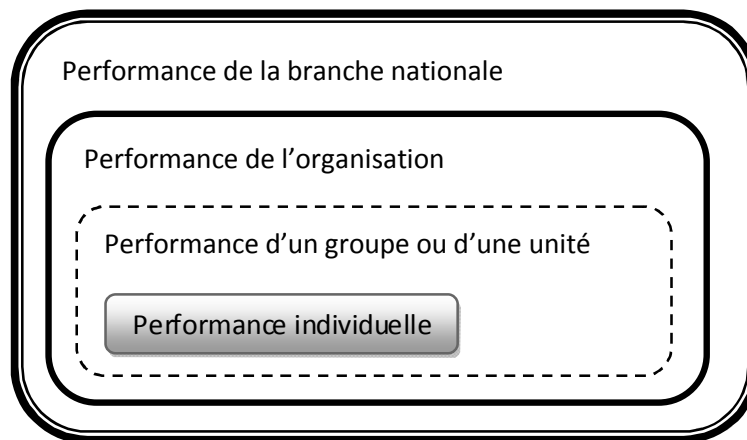 Performance de la branche nationale
Performance de l’organisation
Performance d’un groupe ou d’une unité
Performance individuelle